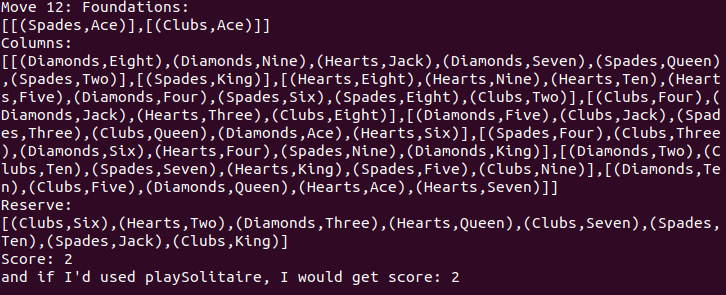 Move 12: Foundations:
[[(Spades,Ace)],[(Clubs,Ace)]]
Columns:
[[(Diamonds,Eight),(Diamonds,Nine),(Hearts,Jack),(Diamonds,Seven),(Spades,Queen)
,(Spades,Two)],[(Spades,King)],[(Hearts,Eight),(Hearts,Nine),(Hearts,Ten),(Heart
s,Five),(Diamonds,Four),(Spades,Six),(Spades,Eight),(Clubs,Two)],[(Clubs,Four),(
Diamonds,Jack),(Hearts,Three),(Clubs,Eight)],[(Diamonds,Five),(Clubs,Jack),(Spad
es,Three),(Clubs,Queen),(Diamonds,Ace),(Hearts,Six)],[(Spades,Four),(Clubs,Three
),(Diamonds,Six),(Hearts,Four),(Spades,Nine),(Diamonds,King)],[(Diamonds,Two),(C
lubs,Ten),(Spades,Seven),(Hearts,King),(Spades,Five),(Clubs,Nine)],[(Diamonds,Te
n),(Clubs,Five),(Diamonds,Queen),(Hearts,Ace),(Hearts,Seven)]]
Reserve:
[(Clubs,Six),(Hearts,Two),(Diamonds,Three),(Hearts,Queen),(Clubs,Seven),(Spades,
Ten),(Spades,Jack),(Clubs,King)]
Score: 2
and if I'd used playSolitaire, I would get score: 2